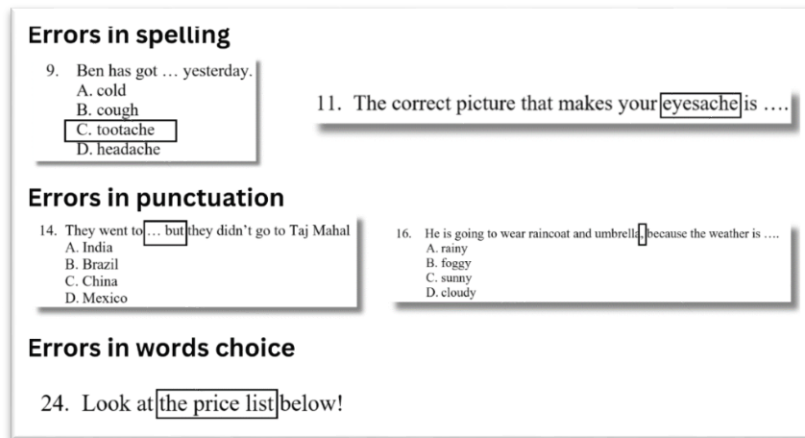 Errors in spelling
9. Ben has got … yesterday.
A. cold
B. cough
C. tootache
D. headache
11. The correct picture that makes your eyesache is ….
Errors in punctuation
14. They went to … but they didn’t go to Taj Mahal
A. India
B. Brazil
C. China
D. Mexico
16. He is going to wear raincoat and umbrella, because the weather is ….
A. rainy
B. foggy
C. sunny
D. cloudy
Errors in words choice
24. Look at the price list below!